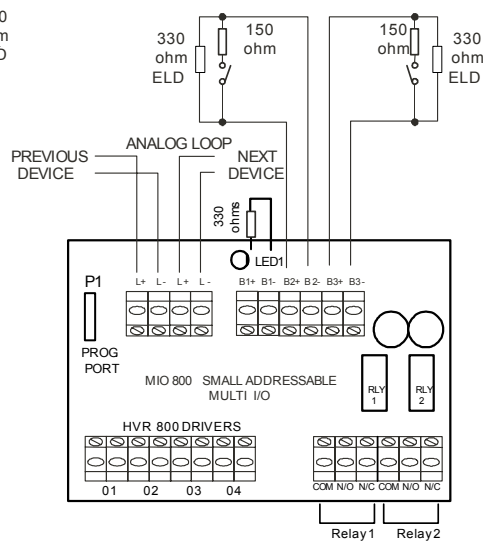 0
m
D
330
ohm
ELD
150
ohm
150
ohm
330
ohm
ELD
PREVIOUS
DEVICE
ANALOG LOOP
NEXT
DEVICE
330
ohms
LED1
P1
L+ L- L+ L- B1+ B1- B2+ B2- B3+ B3-
PROG
PORT
MIO 800 SMALL ADDRESSABLE
MULTI I/O
RLY
1
RLY
2
HVR 800 DRIVERS
01 02 03 04
COM N/O N/C COM N/O N/C
Relay1 Relay2